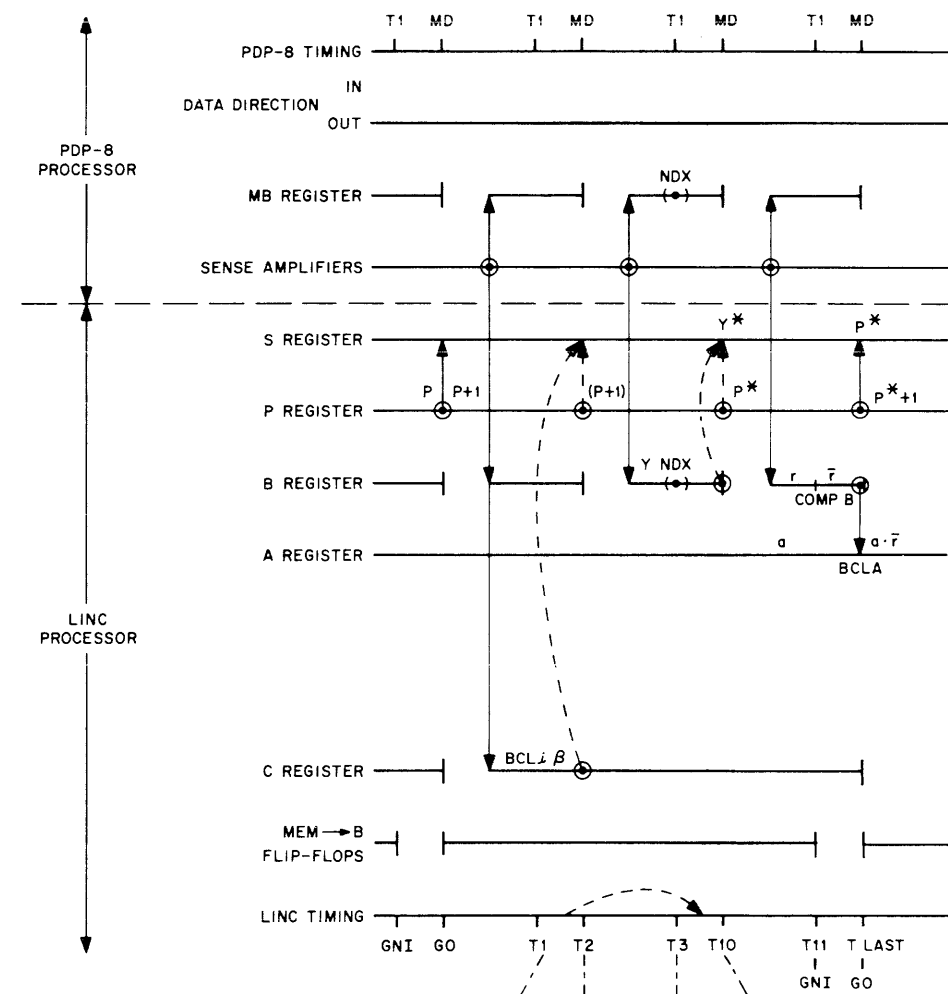 T1 MD T1 MD T1 MD T1 MD
PDP-8 TIMING
IN
DATA DIRECTION
OUT
PDP-8
PROCESSOR
NDX
MB REGISTER ( )
SENSE AMPLIFIERS
Y* P*
S REGISTER
P P+1 (P+1) P* P*+1
P REGISTER
Y NDX r r̅
B REGISTER ( )
COMP B
a a·r̅
A REGISTER
BCLA
LINC
PROCESSOR
BCL i β
C REGISTER
MEM → B
FLIP-FLOPS
LINC TIMING
GNI GO T1 T2 T3 T10 T11 T LAST
GNI GO